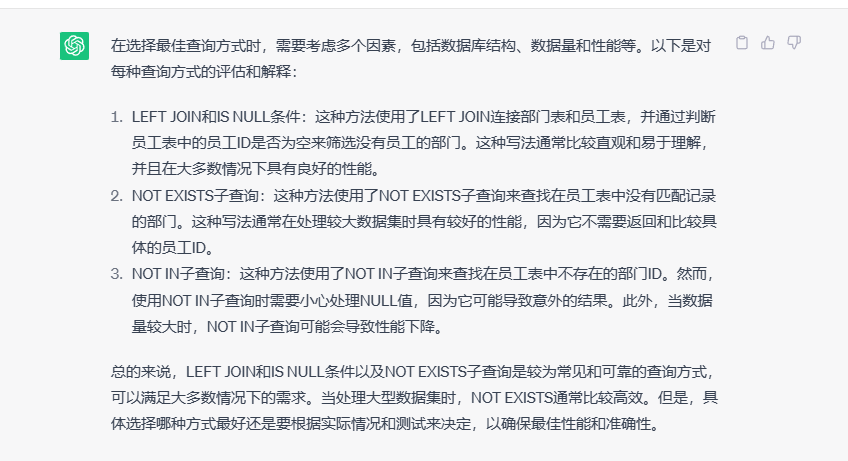 在选择最佳查询方式时，需要考虑多个因素，包括数据库结构、数据量和性能等。以下是对
每种查询方式的评估和解释：
1. LEFT JOIN和IS NULL条件：这种方法使用了LEFT JOIN连接部门表和员工表，并通过判断
员工表中的员工ID是否为空来筛选没有员工的部门。这种写法通常比较直观和易于理解，
并且在大多数情况下具有良好的性能。
2. NOT EXISTS子查询：这种方法使用了NOT EXISTS子查询来查找在员工表中没有匹配记录
的部门。这种写法通常在处理较大数据集时具有较好的性能，因为它不需要返回和比较具
体的员工ID。
3. NOT IN子查询：这种方法使用了NOT IN子查询来查找在员工表中不存在的部门ID。然而，
使用NOT IN子查询时需要小心处理NULL值，因为它可能导致意外的结果。此外，当数据
量较大时，NOT IN子查询可能会导致性能下降。
总的来说，LEFT JOIN和IS NULL条件以及NOT EXISTS子查询是较为常见和可靠的查询方式，
可以满足大多数情况下的需求。当处理大型数据集时，NOT EXISTS通常比较高效。但是，具
体选择哪种方式最好还是要根据实际情况和测试来决定，以确保最佳性能和准确性。